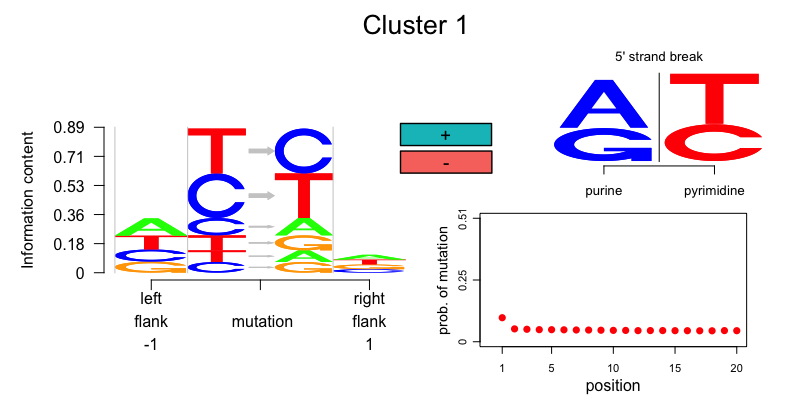 Cluster 1
5' strand break
A T
G C
purine pyrimidine
+
-
Information content
0.89
0.71
0.53
0.36
0.18
0
T C
C T
C A
T G
T A
C G
A
T
C
G
A
T
G
C
left
flank
-1
mutation
right
flank
1
prob. of mutation
0.51
0.25
0
1 5 10 15 20
position